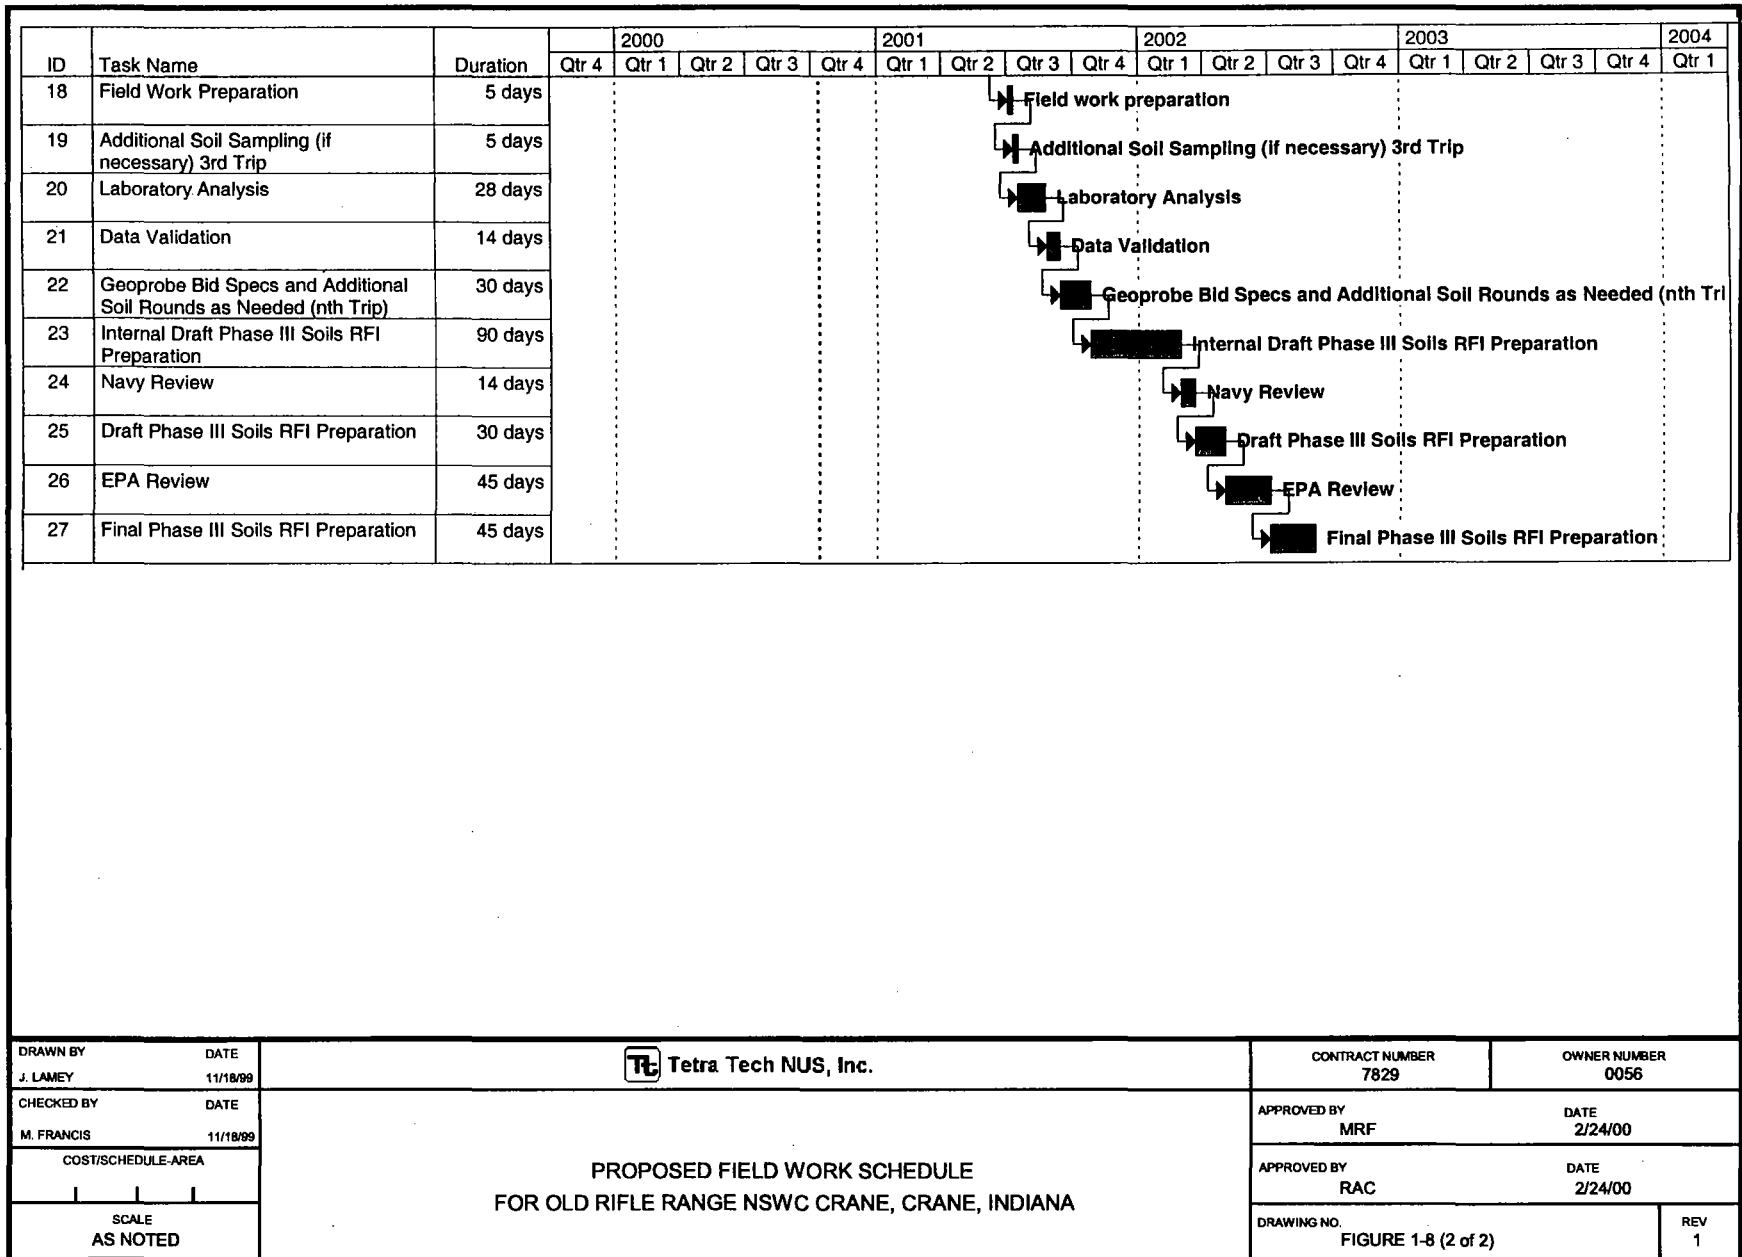 2000 2001 2002 2003 2004
ID Task Name Duration Qtr 4 Qtr 1 Qtr 2 Qtr 3 Qtr 4 Qtr 1 Qtr 2 Qtr 3 Qtr 4 Qtr 1 Qtr 2 Qtr 3 Qtr 4 Qtr 1 Qtr 2 Qtr 3 Qtr 4 Qtr 1
18 Field Work Preparation 5 days Field work preparation
19 Additional Soil Sampling (if 5 days Additional Soil Sampling (if necessary) 3rd Trip
necessary) 3rd Trip
20 Laboratory Analysis 28 days Laboratory Analysis
21 Data Validation 14 days Data Validation
22 Geoprobe Bid Specs and Additional 30 days Geoprobe Bid Specs and Additional Soil Rounds as Needed (nth Tri
Soil Rounds as Needed (nth Trip)
23 Internal Draft Phase III Soils RFI 90 days Internal Draft Phase III Soils RFI Preparation
Preparation
24 Navy Review 14 days Navy Review
25 Draft Phase III Soils RFI Preparation 30 days Draft Phase III Soils RFI Preparation
26 EPA Review 45 days EPA Review
27 Final Phase III Soils RFI Preparation 45 days Final Phase III Soils RFI Preparation
DRAWN BY DATE
J. LAMEY 11/18/99
CHECKED BY DATE
M. FRANCIS 11/18/99
COST/SCHEDULE-AREA
SCALE
AS NOTED
Tt Tetra Tech NUS, Inc.
PROPOSED FIELD WORK SCHEDULE
FOR OLD RIFLE RANGE NSWC CRANE, CRANE, INDIANA
CONTRACT NUMBER OWNER NUMBER
7829 0056
APPROVED BY DATE
MRF 2/24/00
APPROVED BY DATE
RAC 2/24/00
DRAWING NO. REV
FIGURE 1-8 (2 of 2) 1